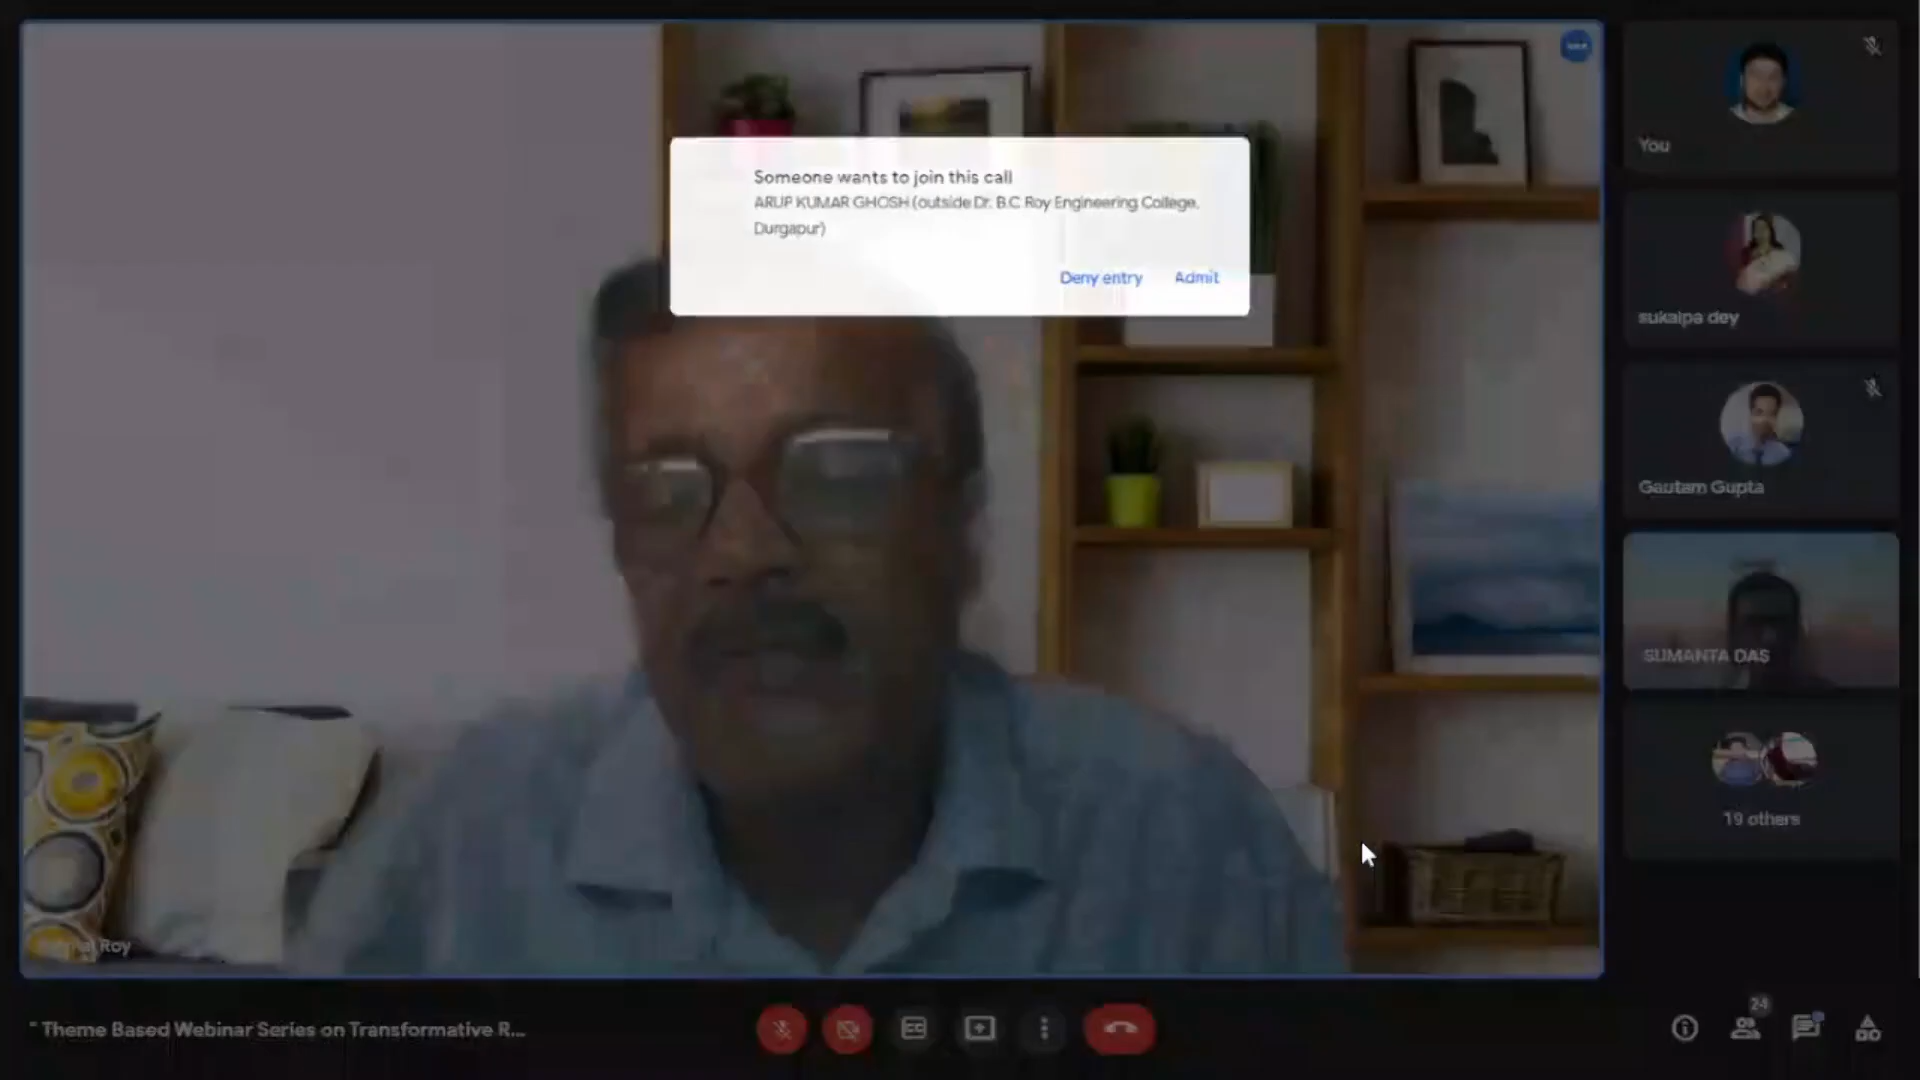 Someone wants to join this call
ARUP KUMAR GHOSH (outside Dr. B.C Roy Engineering College,
Durgapur)
Deny entry Admit
You
sukalpa dey
Gautam Gupta
SUMANTA DAS
19 others
Roy
" Theme Based Webinar Series on Transformative R...
24